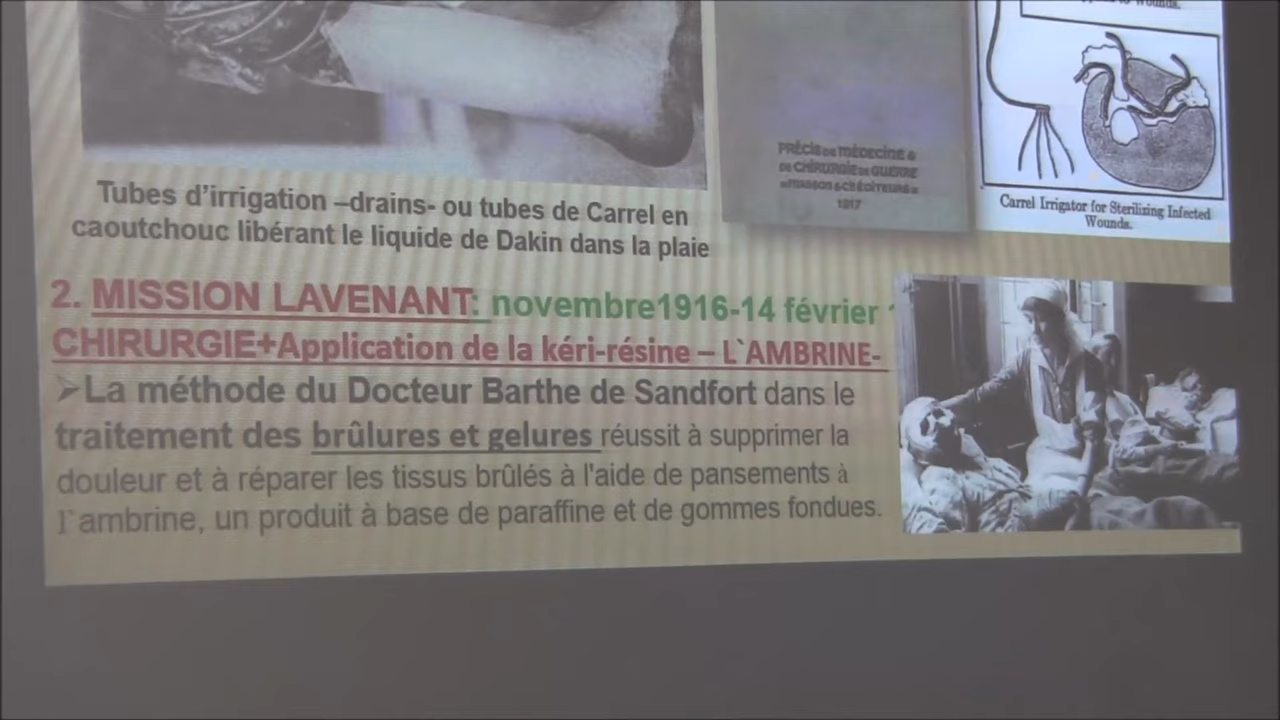 Wounds.
PRÉCIS DE MÉDECINE &
DE CHIRURGIE DE GUERRE
MASSON & CIE ÉDITEURS
1917
Carrel Irrigator for Sterilizing Infected
Wounds.
Tubes d'irrigation –drains- ou tubes de Carrel en
caoutchouc libérant le liquide de Dakin dans la plaie
2. MISSION LAVENANT: novembre1916-14 février
CHIRURGIE+Application de la kéri-résine – L`AMBRINE-
➢La méthode du Docteur Barthe de Sandfort dans le
traitement des brûlures et gelures réussit à supprimer la
douleur et à réparer les tissus brûlés à l'aide de pansements à
l'ambrine, un produit à base de paraffine et de gommes fondues.